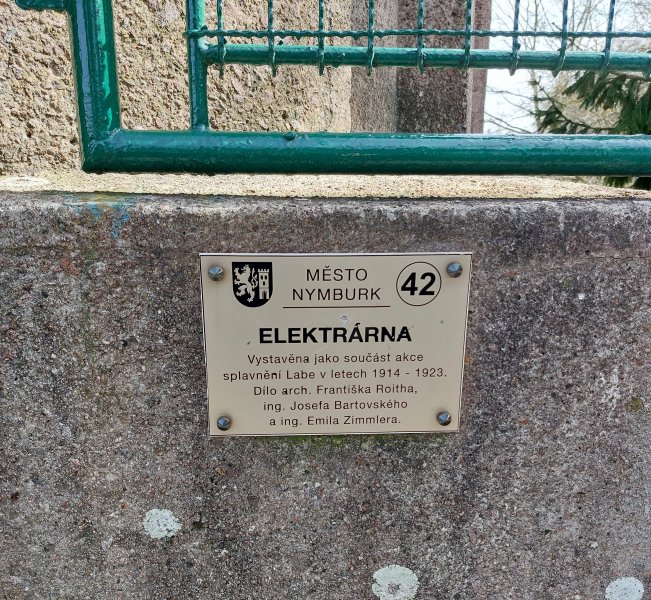 MĚSTO
NYMBURK
42
ELEKTRÁRNA
Vystavěna jako součást akce
splavnění Labe v letech 1914 - 1923.
Dílo arch. Františka Roitha,
ing. Josefa Bartovského
a ing. Emila Zimmlera.